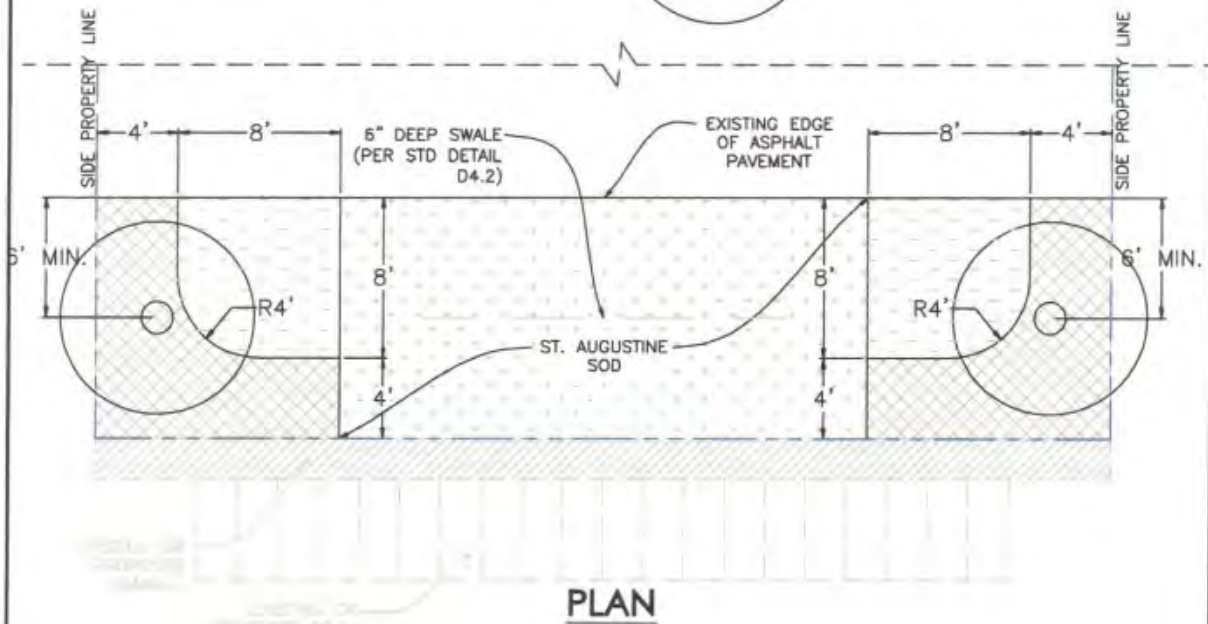 SIDE PROPERTY LINE
SIDE PROPERTY LINE
4'
8'
6" DEEP SWALE
(PER STD DETAIL
D4.2)
EXISTING EDGE
OF ASPHALT
PAVEMENT
8'
4'
6' MIN.
8'
8'
6' MIN.
R4'
R4'
ST. AUGUSTINE
SOD
4'
4'
PLAN